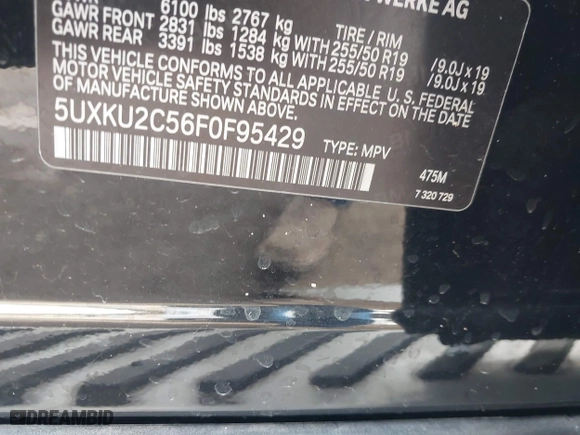 WERKE AG
6100 lbs 2767 kg
GAWR FRONT 2831 lbs 1284 kg WITH 255/50 R19 /9.0J x 19
GAWR REAR 3391 lbs 1538 kg WITH 255/50 R19 /9.0J x 19
TIRE / RIM
THIS VEHICLE CONFORMS TO ALL APPLICABLE U.S. FEDERAL
MOTOR VEHICLE SAFETY STANDARDS IN EFFECT ON THE DATE OF
MANUFACTURE SHOWN ABOVE.
5UXKU2C56F0F95429
TYPE: MPV
475M
7 320 729
DREAMBID